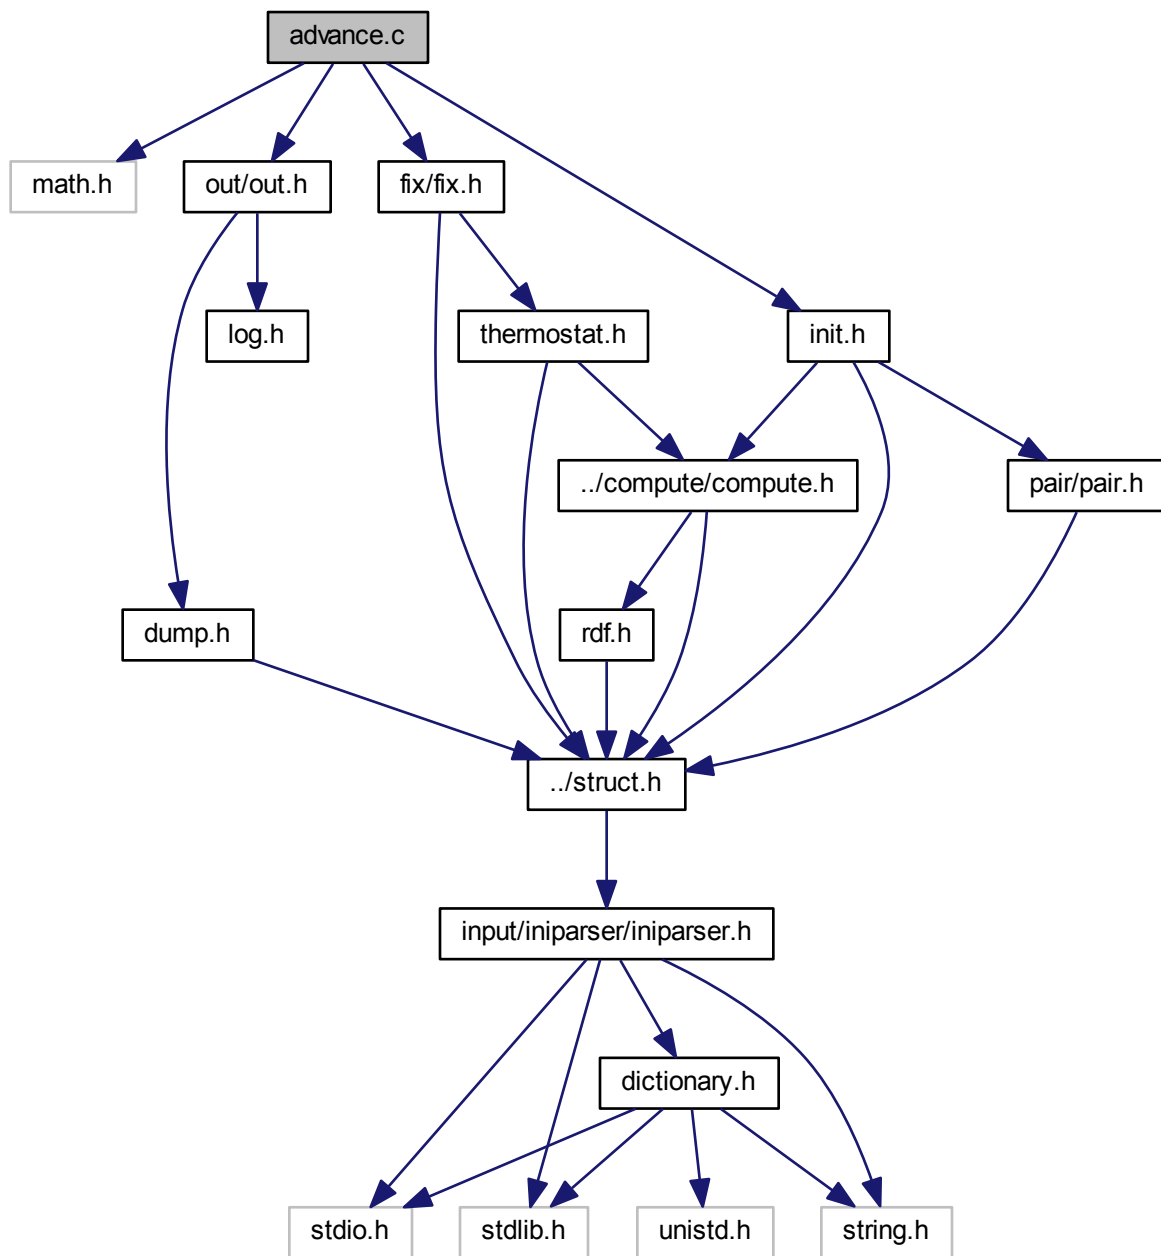 advance.c
math.h
out/out.h
fix/fix.h
log.h
thermostat.h
init.h
../compute/compute.h
pair/pair.h
dump.h
rdf.h
../struct.h
input/iniparser/iniparser.h
dictionary.h
stdio.h
stdlib.h
unistd.h
string.h